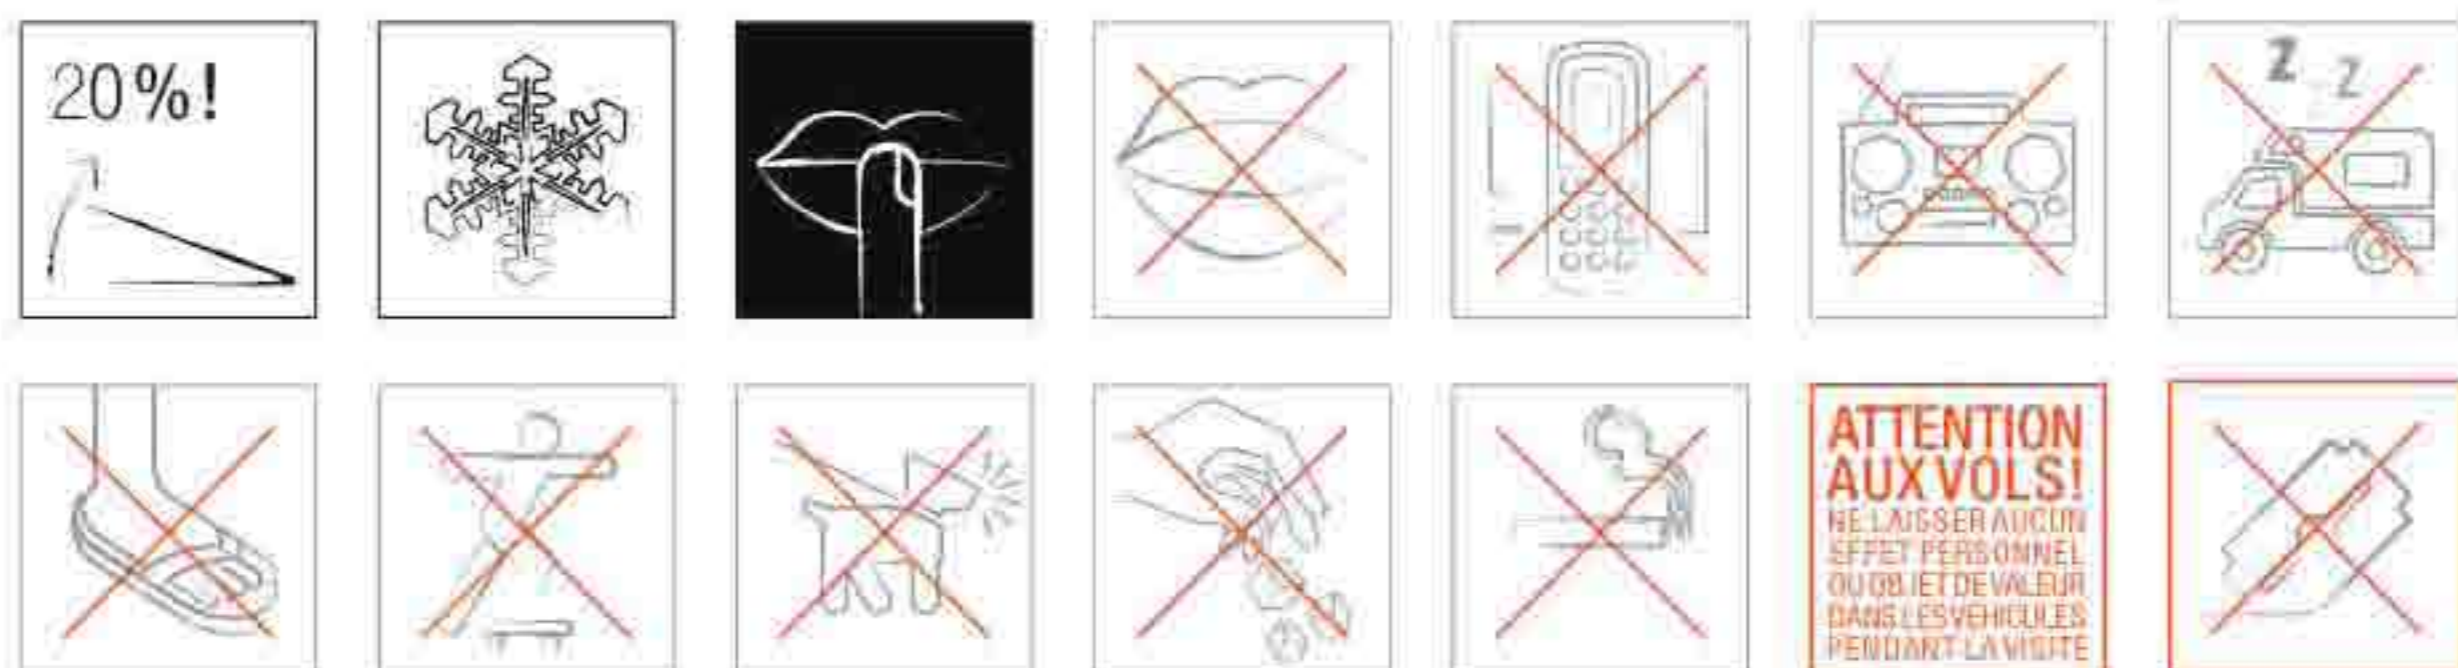 20%!
Z Z
ATTENTION
AUX VOLS!
NE LAISSER AUCUN
EFFET PERSONNEL
OU OBJET DE VALEUR
DANS LES VEHICULES
PENDANT LA VISITE